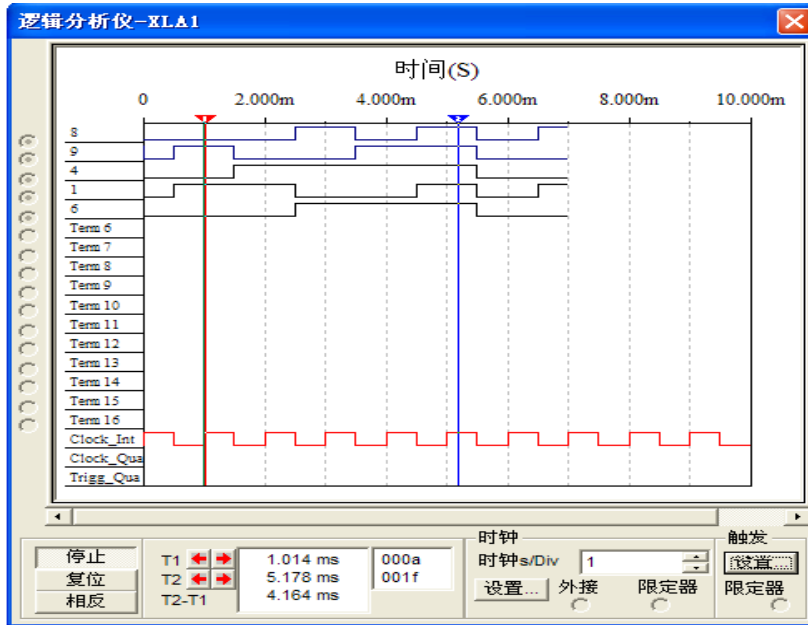 逻辑分析仪-XLA1
时间(S)
0 2.000m 4.000m 6.000m 8.000m 10.000m
1 2
8
9
4
1
6
Term 6
Term 7
Term 8
Term 9
Term 10
Term 11
Term 12
Term 13
Term 14
Term 15
Term 16
Clock_Int
Clock_Qua
Trigg_Qua
停止
复位
相反
T1 1.014 ms 000a
T2 5.178 ms 001f
T2-T1 4.164 ms
时钟
时钟s/Div 1
设置... 外接 限定器
触发
设置...
限定器